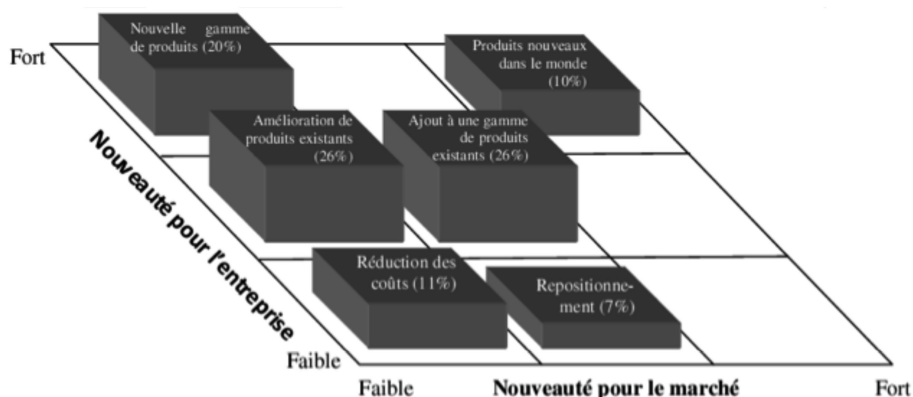 Fort
Nouvelle gamme
de produits (20%)
Produits nouveaux
dans le monde
(10%)
Amélioration de
produits existants
(26%)
Ajout à une gamme
de produits
existants (26%)
Nouveauté pour l'entreprise
Réduction des
coûts (11%)
Repositionne-
ment (7%)
Faible
Faible
Nouveauté pour le marché
Fort